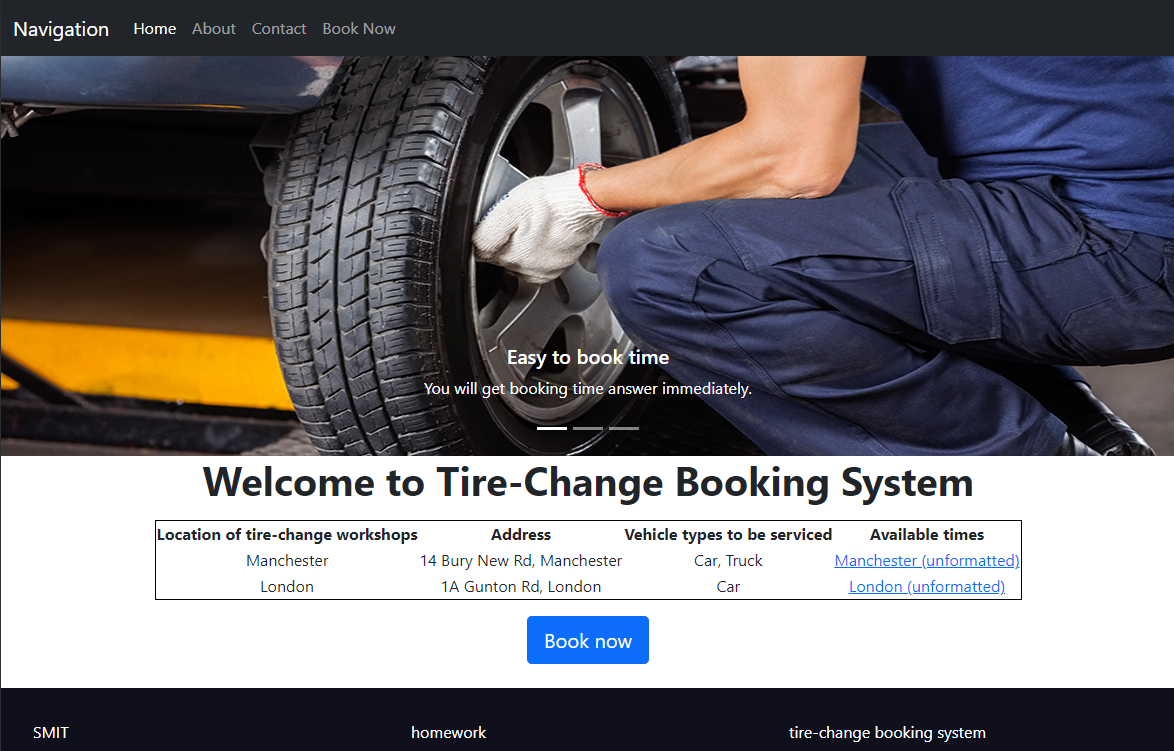 Navigation Home About Contact Book Now
Easy to book time
You will get booking time answer immediately.
Welcome to Tire-Change Booking System
Location of tire-change workshops Address Vehicle types to be serviced Available times
Manchester 14 Bury New Rd, Manchester Car, Truck Manchester (unformatted)
London 1A Gunton Rd, London Car London (unformatted)
Book now
SMIT homework tire-change booking system